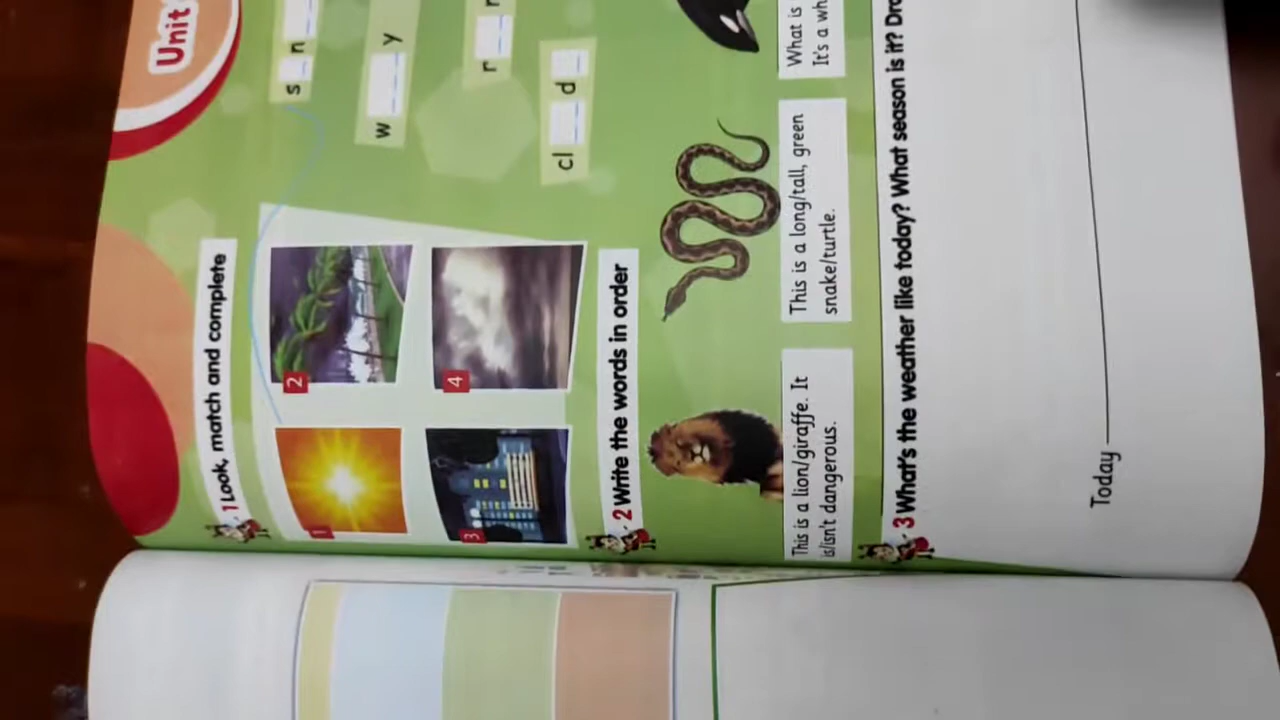 Unit
1 Look, match and complete
1
2
3
4
s _ n _
w _ _ _ y
r _ _
cl _ _ d _
2 Write the words in order
This is a lion/giraffe. It
is/isn't dangerous.
This is a long/tall, green
snake/turtle.
What is
It's a wh
3 What's the weather like today? What season is it? Dr
Today